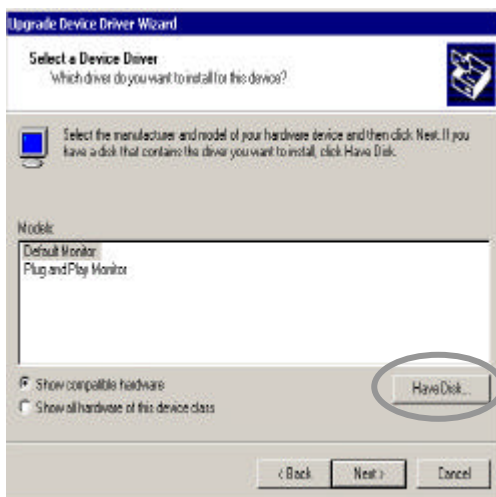 Upgrade Device Driver Wizard
Select a Device Driver
Which driver do you want to install for this device?
Select the manufacturer and model of your hardware device and then click Next. If you
have a disk that contains the driver you want to install, click Have Disk.
Models:
Default Monitor
Plug and Play Monitor
Show compatible hardware
Have Disk...
Show all hardware of this device class
< Back
Next >
Cancel